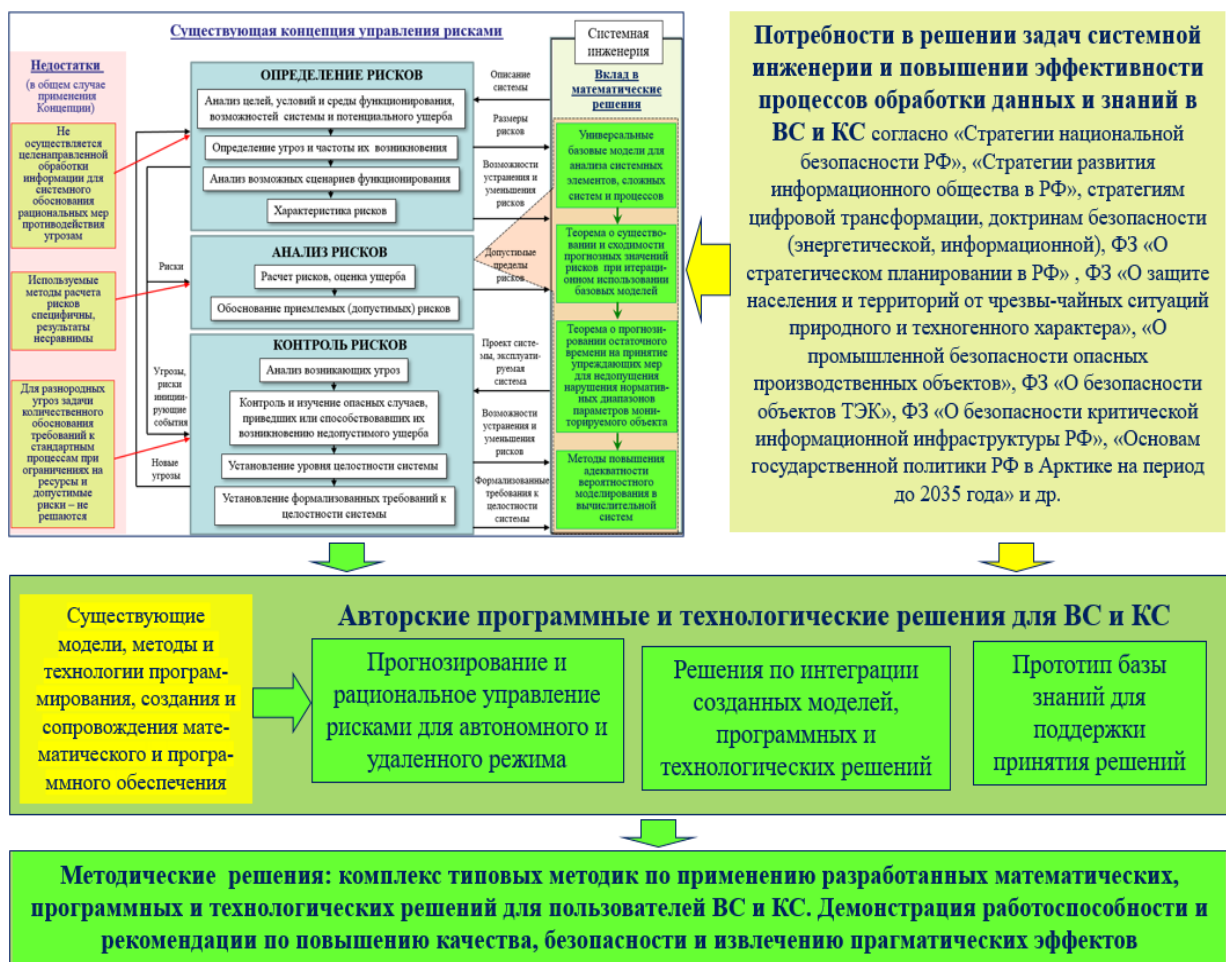 Существующая концепция управления рисками
Системная
инженерия
Недостатки
(в общем случае
применения
Концепции)
Не
осуществляется
целенаправленной
обработки
информации для
системного
обоснования
рациональных мер
противодействия
угрозам
Используемые
методы расчета
рисков
специфичны,
результаты
несравнимы
Для разнородных
угроз задачи
количественного
обоснования
требований к
стандартным
процессам при
ограничениях на
ресурсы и
допустимые
риски – не
решаются
ОПРЕДЕЛЕНИЕ РИСКОВ
Анализ целей, условий и среды функционирования,
возможностей системы и потенциального ущерба
Определение угроз и частоты их возникновения
Анализ возможных сценариев функционирования
Характеристика рисков
Риски
АНАЛИЗ РИСКОВ
Расчет рисков, оценка ущерба
Обоснование приемлемых (допустимых) рисков
Угрозы,
риски
иниции-
рующие
события
Новые
угрозы
КОНТРОЛЬ РИСКОВ
Анализ возникающих угроз
Контроль и изучение опасных случаев,
приведших или способствовавших их
возникновению недопустимого ущерба
Установление уровня целостности системы
Установление формализованных требований к
целостности системы
Описание
системы
Размеры
рисков
Возможности
устранения и
уменьшения
рисков
Допустимые
пределы
рисков
Проект систе-
мы, эксплуати-
руемая
система
Возможности
устранения и
уменьшения
рисков
Формализованные
требования к
целостности
системы
Вклад в
математические
решения
Универсальные
базовые модели для
анализа системных
элементов, сложных
систем и процессов
Теорема о существо-
вании и сходимости
прогнозных значений
рисков при итераци-
онном использовании
базовых моделей
Теорема о прогнози-
ровании остаточного
времени на принятие
упреждающих мер
для недопущения
нарушения норматив-
ных диапазонов
параметров мони-
торируемого объекта
Методы повышения
адекватности
вероятностного
моделирования в
вычислительной
систем
Потребности в решении задач системной
инженерии и повышении эффективности
процессов обработки данных и знаний в
ВС и КС согласно «Стратегии национальной
безопасности РФ», «Стратегии развития
информационного общества в РФ», стратегиям
цифровой трансформации, доктринам безопасности
(энергетической, информационной), ФЗ «О
стратегическом планировании в РФ» , ФЗ «О защите
населения и территорий от чрезвы-чайных ситуаций
природного и техногенного характера», «О
промышленной безопасности опасных
производственных объектов», ФЗ «О безопасности
объектов ТЭК», ФЗ «О безопасности критической
информационной инфраструктуры РФ», «Основам
государственной политики РФ в Арктике на период
до 2035 года» и др.
Существующие
модели, методы и
технологии програм-
мирования, создания и
сопровождения мате-
матического и програ-
ммного обеспечения
Авторские программные и технологические решения для ВС и КС
Прогнозирование и
рациональное управление
рисками для автономного и
удаленного режима
Решения по интеграции
созданных моделей,
программных и
технологических решений
Прототип базы
знаний для
поддержки
принятия решений
Методические решения: комплекс типовых методик по применению разработанных математических,
программных и технологических решений для пользователей ВС и КС. Демонстрация работоспособности и
рекомендации по повышению качества, безопасности и извлечению прагматических эффектов